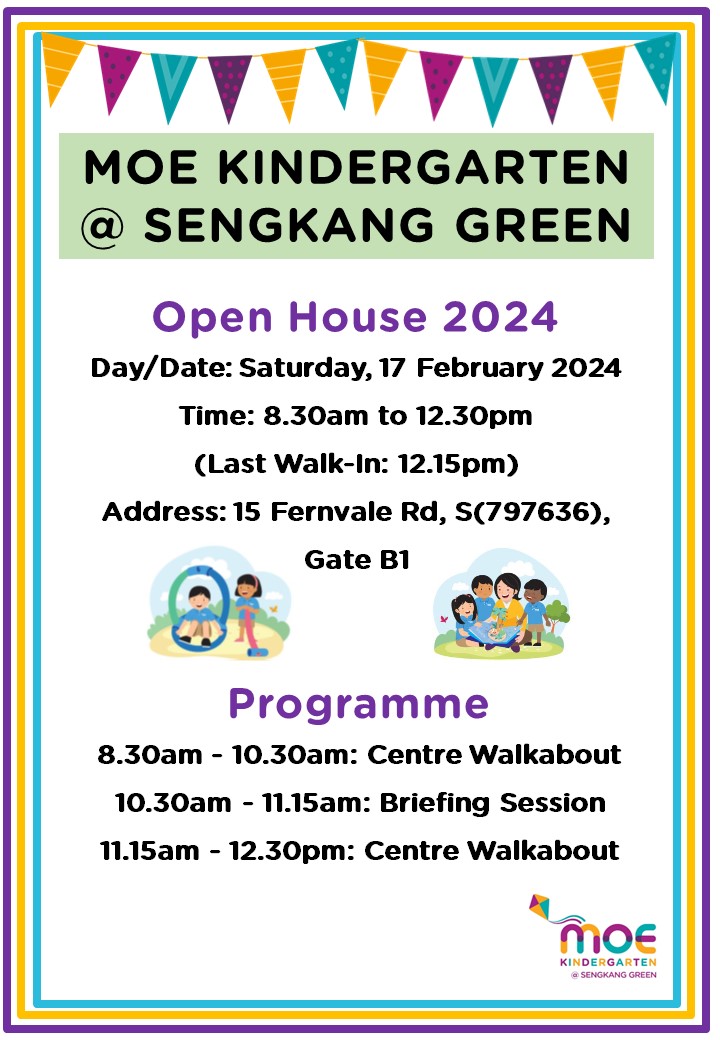 MOE KINDERGARTEN
@ SENGKANG GREEN
Open House 2024
Day/Date: Saturday, 17 February 2024
Time: 8.30am to 12.30pm
(Last Walk-In: 12.15pm)
Address: 15 Fernvale Rd, S(797636),
Gate B1
Programme
8.30am - 10.30am: Centre Walkabout
10.30am - 11.15am: Briefing Session
11.15am - 12.30pm: Centre Walkabout
moe
KINDERGARTEN
@ SENGKANG GREEN